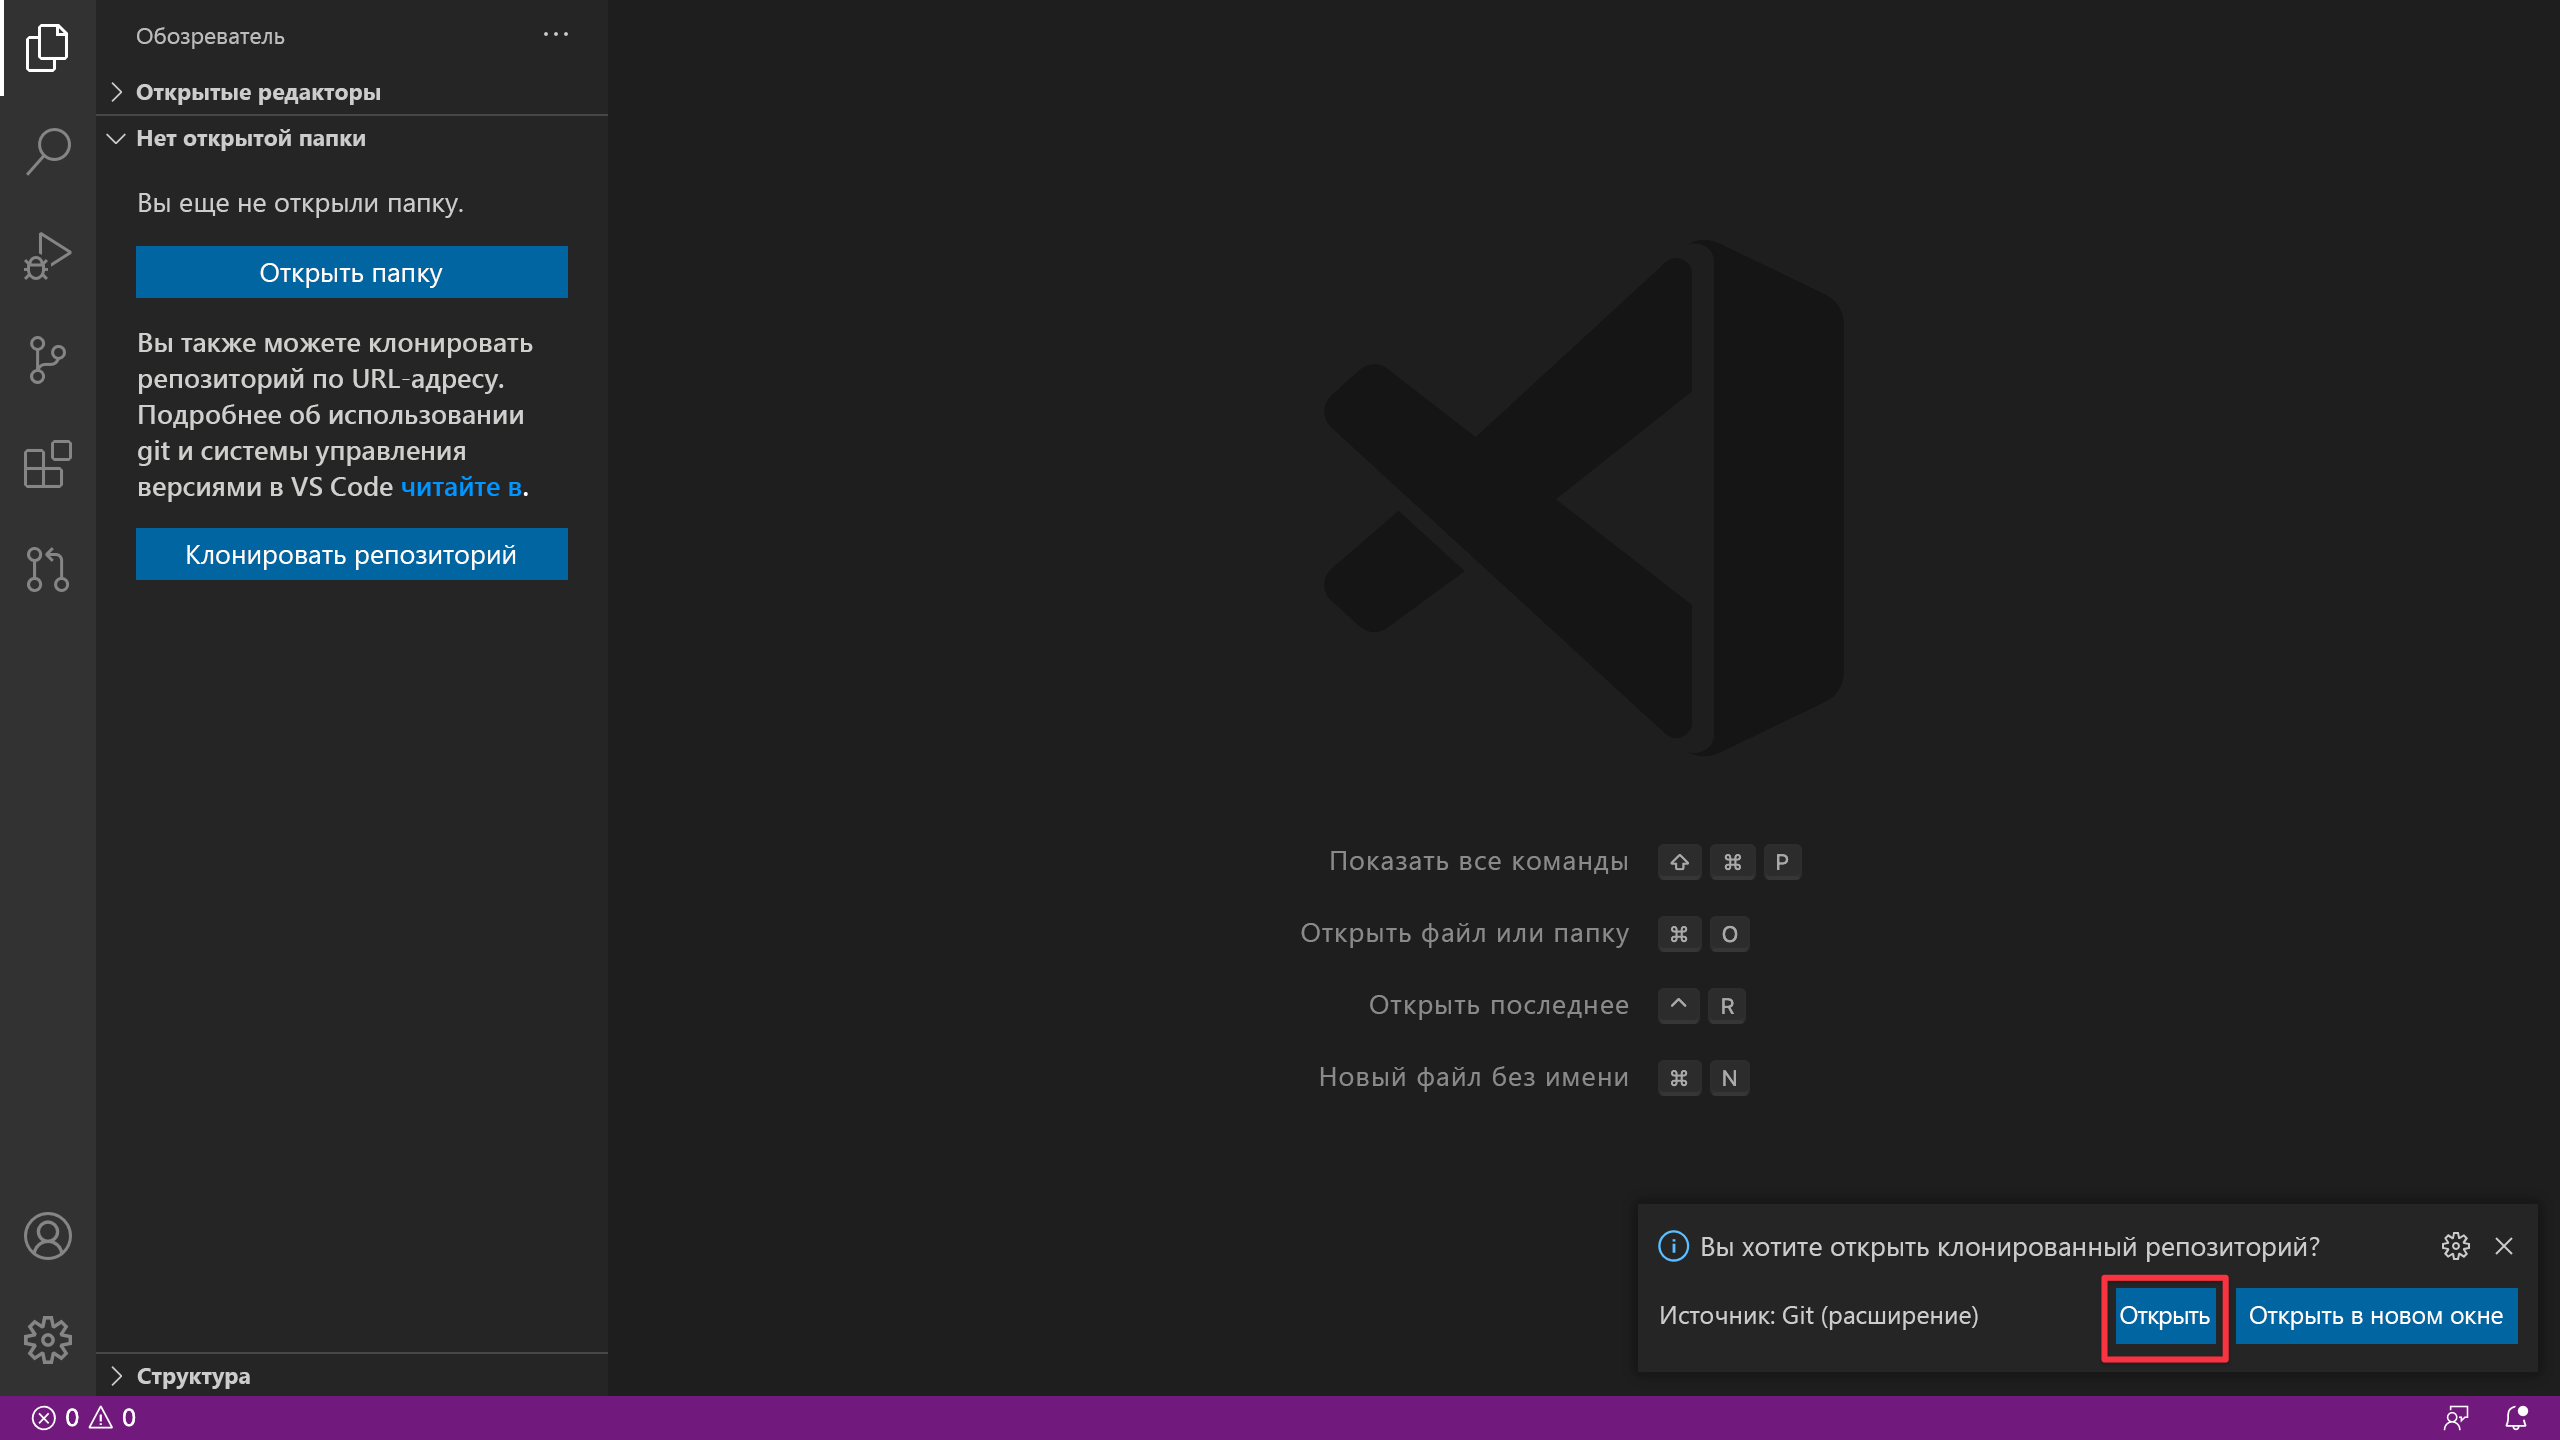 Обозреватель
Открытые редакторы
Нет открытой папки
Вы еще не открыли папку.
Открыть папку
Вы также можете клонировать
репозиторий по URL-адресу.
Подробнее об использовании
git и системы управления
версиями в VS Code читайте в.
Клонировать репозиторий
Структура
Показать все команды ⇧ ⌘ P
Открыть файл или папку ⌘ O
Открыть последнее ^ R
Новый файл без имени ⌘ N
Вы хотите открыть клонированный репозиторий?
Источник: Git (расширение) Открыть Открыть в новом окне
0 0